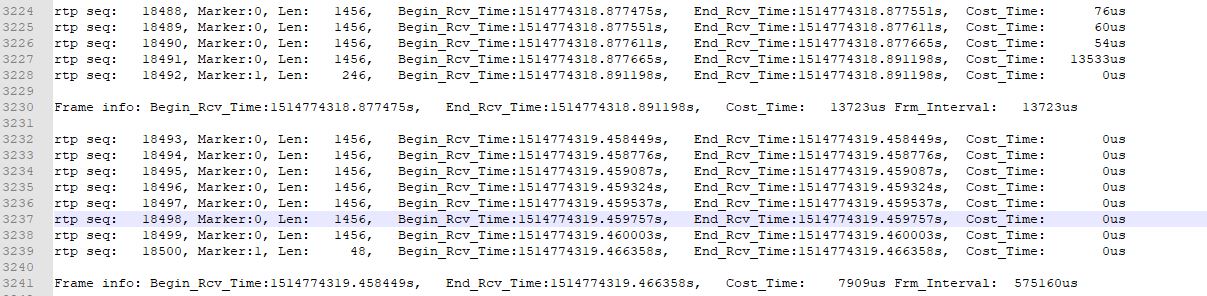 3224 rtp seq: 18488, Marker:0, Len: 1456, Begin_Rcv_Time:1514774318.877475s, End_Rcv_Time:1514774318.877551s, Cost_Time: 76us
3225 rtp seq: 18489, Marker:0, Len: 1456, Begin_Rcv_Time:1514774318.877551s, End_Rcv_Time:1514774318.877611s, Cost_Time: 60us
3226 rtp seq: 18490, Marker:0, Len: 1456, Begin_Rcv_Time:1514774318.877611s, End_Rcv_Time:1514774318.877665s, Cost_Time: 54us
3227 rtp seq: 18491, Marker:0, Len: 1456, Begin_Rcv_Time:1514774318.877665s, End_Rcv_Time:1514774318.891198s, Cost_Time: 13533us
3228 rtp seq: 18492, Marker:1, Len: 246, Begin_Rcv_Time:1514774318.891198s, End_Rcv_Time:1514774318.891198s, Cost_Time: 0us
3229
3230 Frame info: Begin_Rcv_Time:1514774318.877475s, End_Rcv_Time:1514774318.891198s, Cost_Time: 13723us Frm_Interval: 13723us
3231
3232 rtp seq: 18493, Marker:0, Len: 1456, Begin_Rcv_Time:1514774319.458449s, End_Rcv_Time:1514774319.458449s, Cost_Time: 0us
3233 rtp seq: 18494, Marker:0, Len: 1456, Begin_Rcv_Time:1514774319.458776s, End_Rcv_Time:1514774319.458776s, Cost_Time: 0us
3234 rtp seq: 18495, Marker:0, Len: 1456, Begin_Rcv_Time:1514774319.459087s, End_Rcv_Time:1514774319.459087s, Cost_Time: 0us
3235 rtp seq: 18496, Marker:0, Len: 1456, Begin_Rcv_Time:1514774319.459324s, End_Rcv_Time:1514774319.459324s, Cost_Time: 0us
3236 rtp seq: 18497, Marker:0, Len: 1456, Begin_Rcv_Time:1514774319.459537s, End_Rcv_Time:1514774319.459537s, Cost_Time: 0us
3237 rtp seq: 18498, Marker:0, Len: 1456, Begin_Rcv_Time:1514774319.459757s, End_Rcv_Time:1514774319.459757s, Cost_Time: 0us
3238 rtp seq: 18499, Marker:0, Len: 1456, Begin_Rcv_Time:1514774319.460003s, End_Rcv_Time:1514774319.460003s, Cost_Time: 0us
3239 rtp seq: 18500, Marker:1, Len: 48, Begin_Rcv_Time:1514774319.466358s, End_Rcv_Time:1514774319.466358s, Cost_Time: 0us
3240
3241 Frame info: Begin_Rcv_Time:1514774319.458449s, End_Rcv_Time:1514774319.466358s, Cost_Time: 7909us Frm_Interval: 575160us